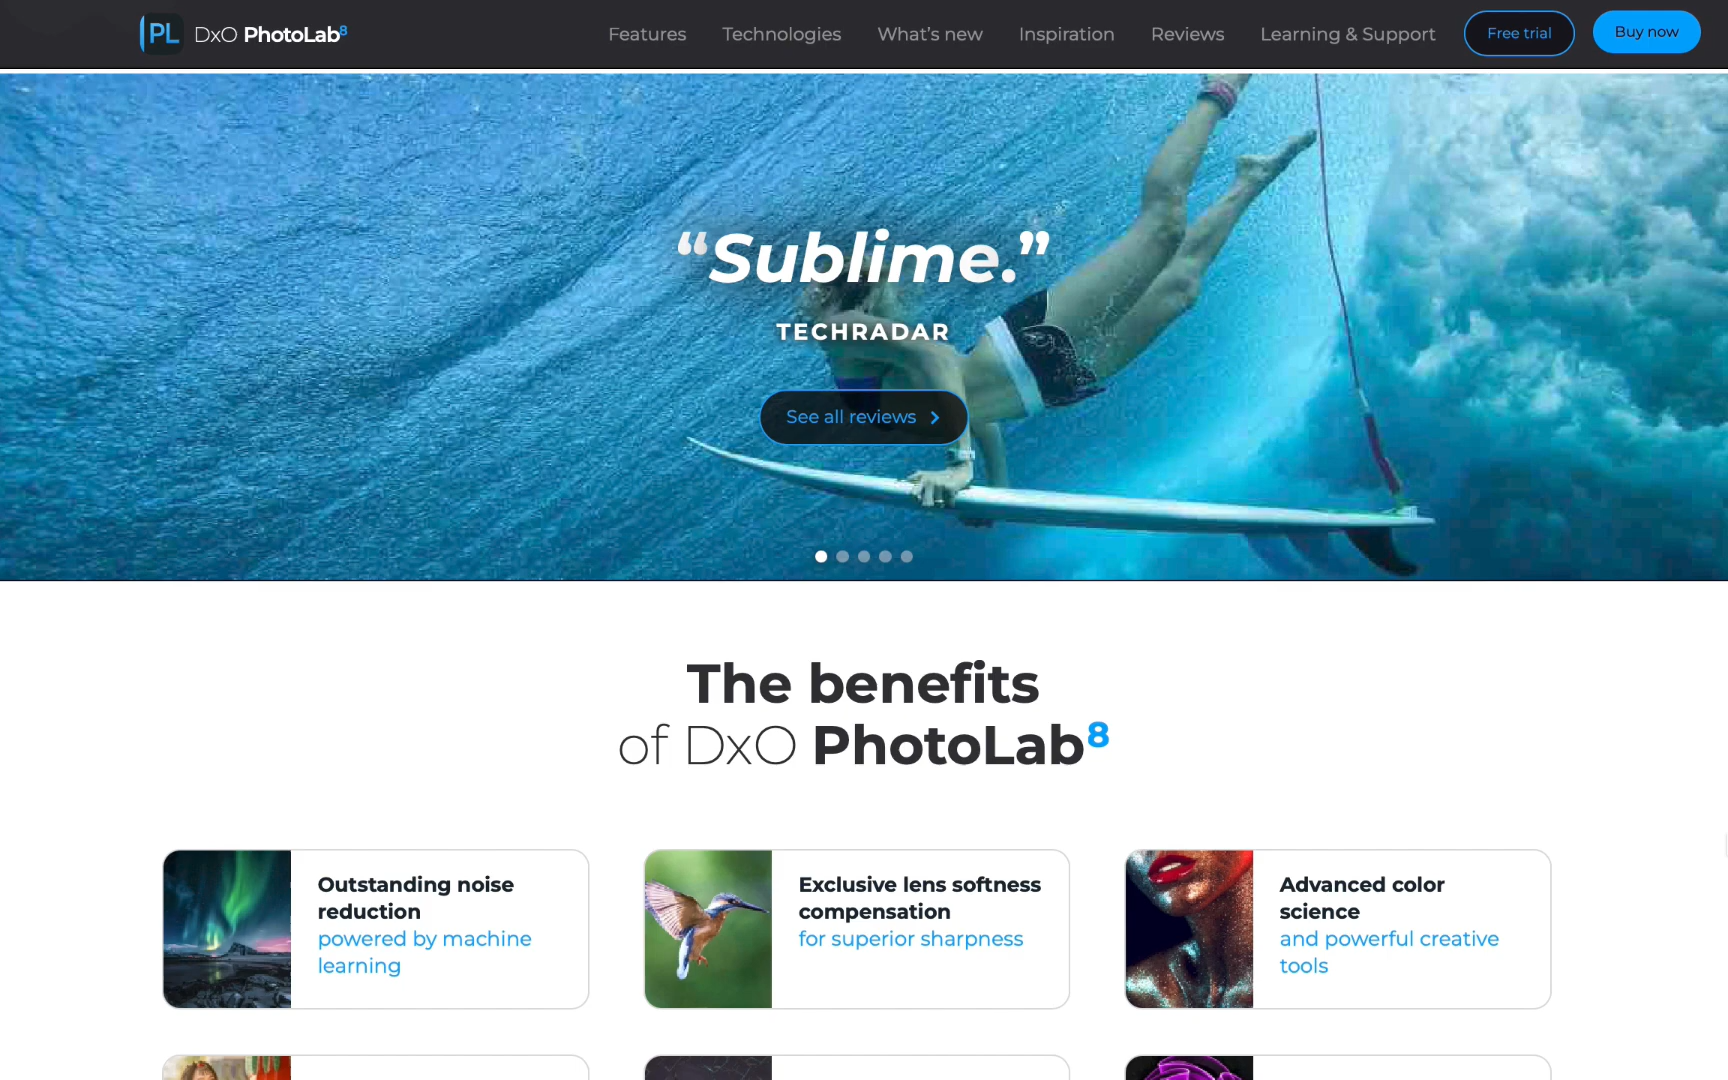 PL DxO PhotoLab8
Features Technologies What's new Inspiration Reviews Learning & Support Free trial Buy now
“Sublime.”
TECHRADAR
See all reviews
The benefits
of DxO PhotoLab8
Outstanding noise
reduction
powered by machine
learning
Exclusive lens softness
compensation
for superior sharpness
Advanced color
science
and powerful creative
tools